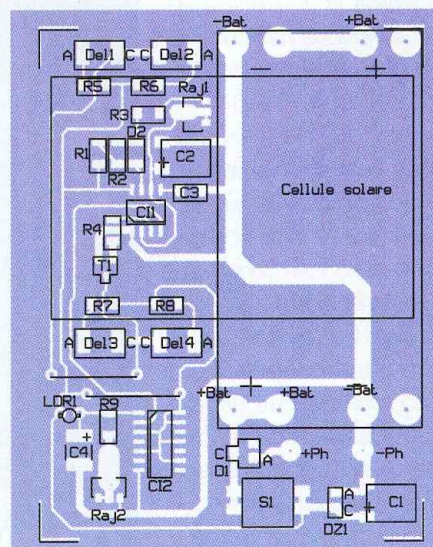 -Bat +Bat
A Del1 C C Del2 A
- +
R5 R6 Raj1
R3
D2
R1 R2 + C2
C3
Cellule solaire
CI1
R4
T1
R7 R8
A Del3 C C Del4 A
+ -
+Bat +Bat -Bat
LDR1
R9
C4 +
CI2
C D1 A +Ph -Ph
Raj2
S1
A C DZ1
+ C1